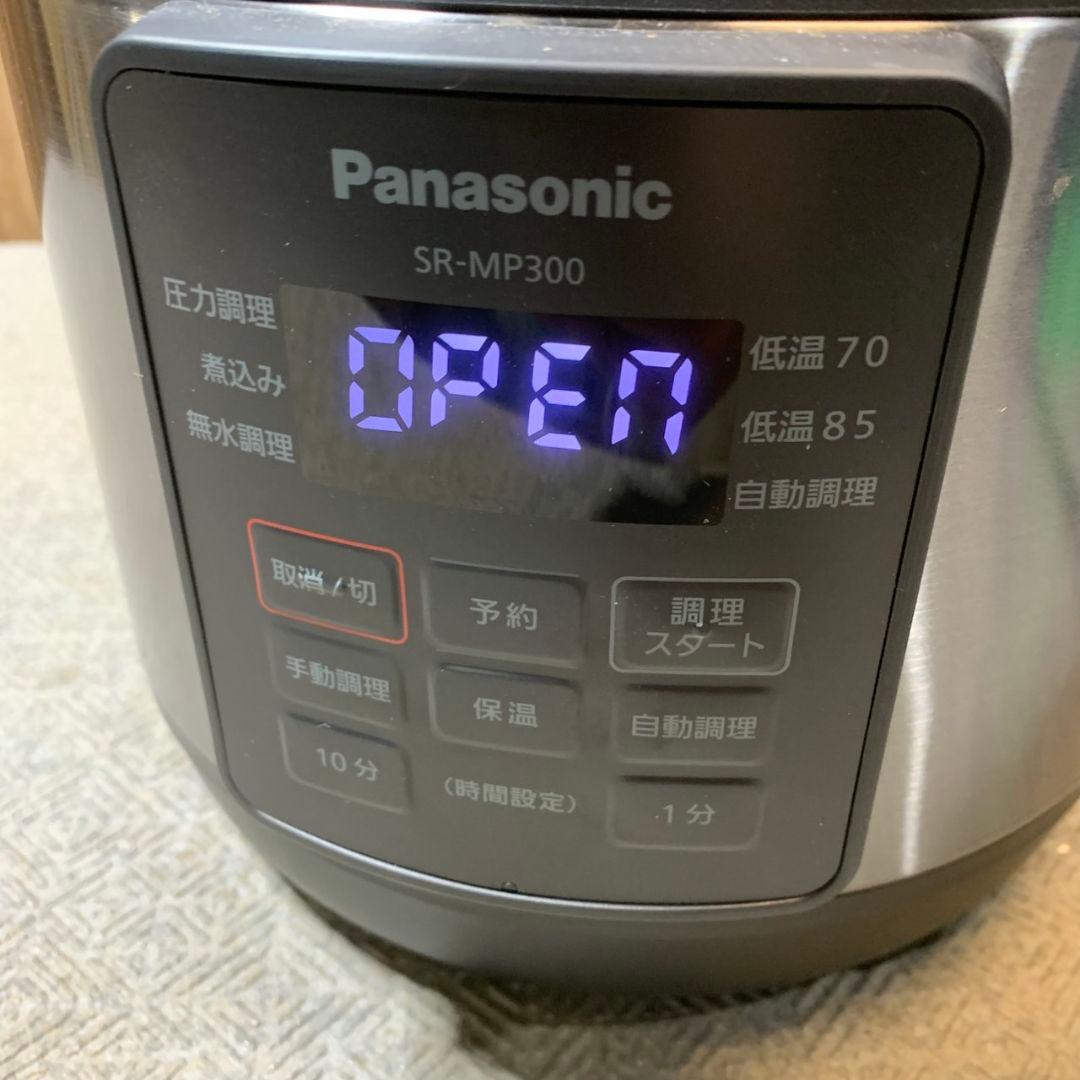 Panasonic
SR-MP300
圧力調理
煮込み
無水調理
OPEN
低温70
低温85
自動調理
取消/切
予約
調理
スタート
手動調理
保温
自動調理
10分
(時間設定)
1分